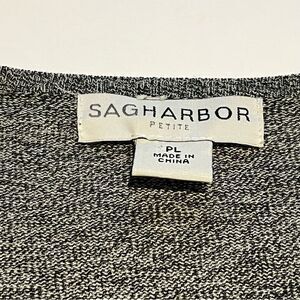 SAGHARBOR
PETITE
PL
MADE IN
CHINA